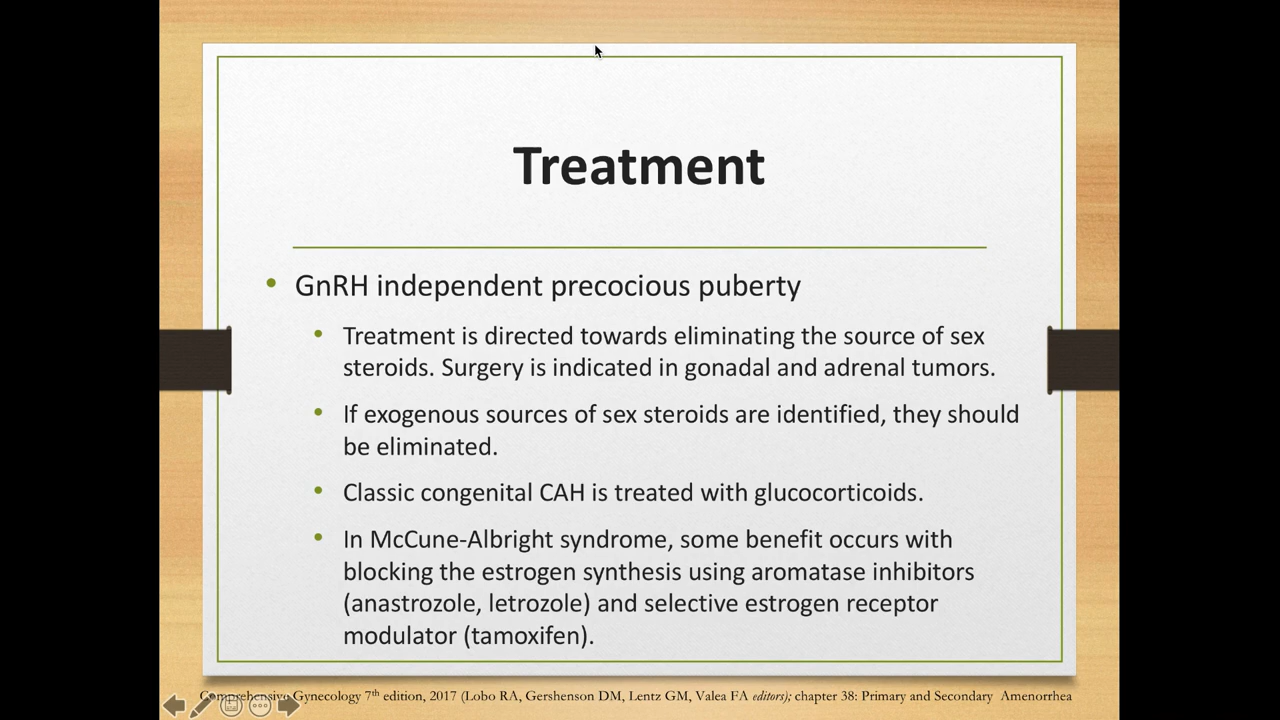 Treatment
• GnRH independent precocious puberty
• Treatment is directed towards eliminating the source of sex
steroids. Surgery is indicated in gonadal and adrenal tumors.
• If exogenous sources of sex steroids are identified, they should
be eliminated.
• Classic congenital CAH is treated with glucocorticoids.
• In McCune-Albright syndrome, some benefit occurs with
blocking the estrogen synthesis using aromatase inhibitors
(anastrozole, letrozole) and selective estrogen receptor
modulator (tamoxifen).
Comprehensive Gynecology 7th edition, 2017 (Lobo RA, Gershenson DM, Lentz GM, Valea FA editors); chapter 38: Primary and Secondary Amenorrhea